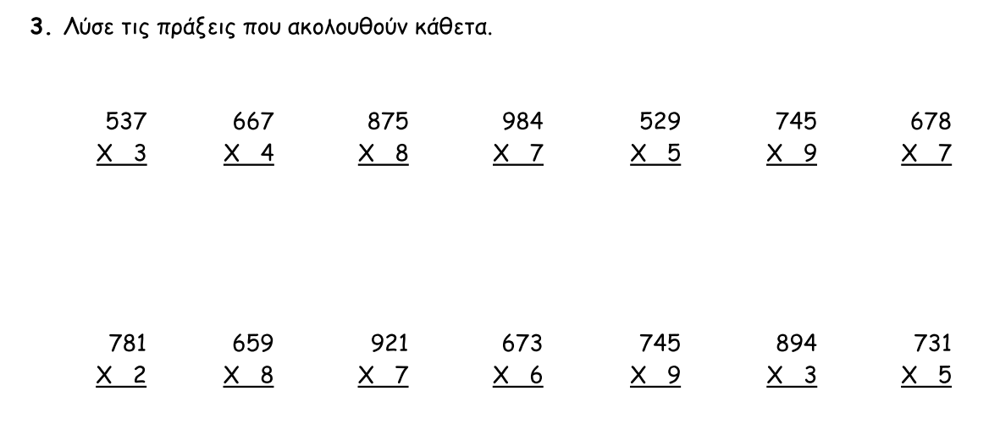 3. Λύσε τις πράξεις που ακολουθούν κάθετα.
537 667 875 984 529 745 678
X 3 X 4 X 8 X 7 X 5 X 9 X 7
781 659 921 673 745 894 731
X 2 X 8 X 7 X 6 X 9 X 3 X 5